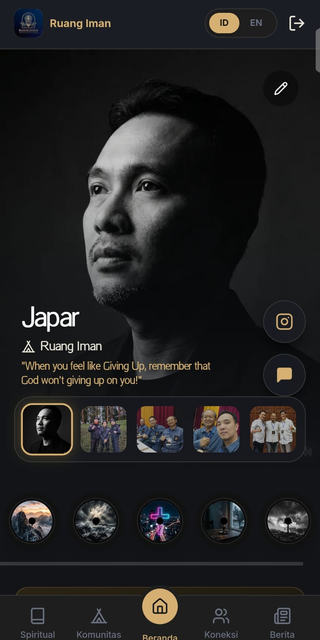 Ruang Iman
ID
EN
Japar
Ruang Iman
"When you feel like Giving Up, remember that
God won't giving up on you!"
Spiritual
Komunitas
Beranda
Koneksi
Berita